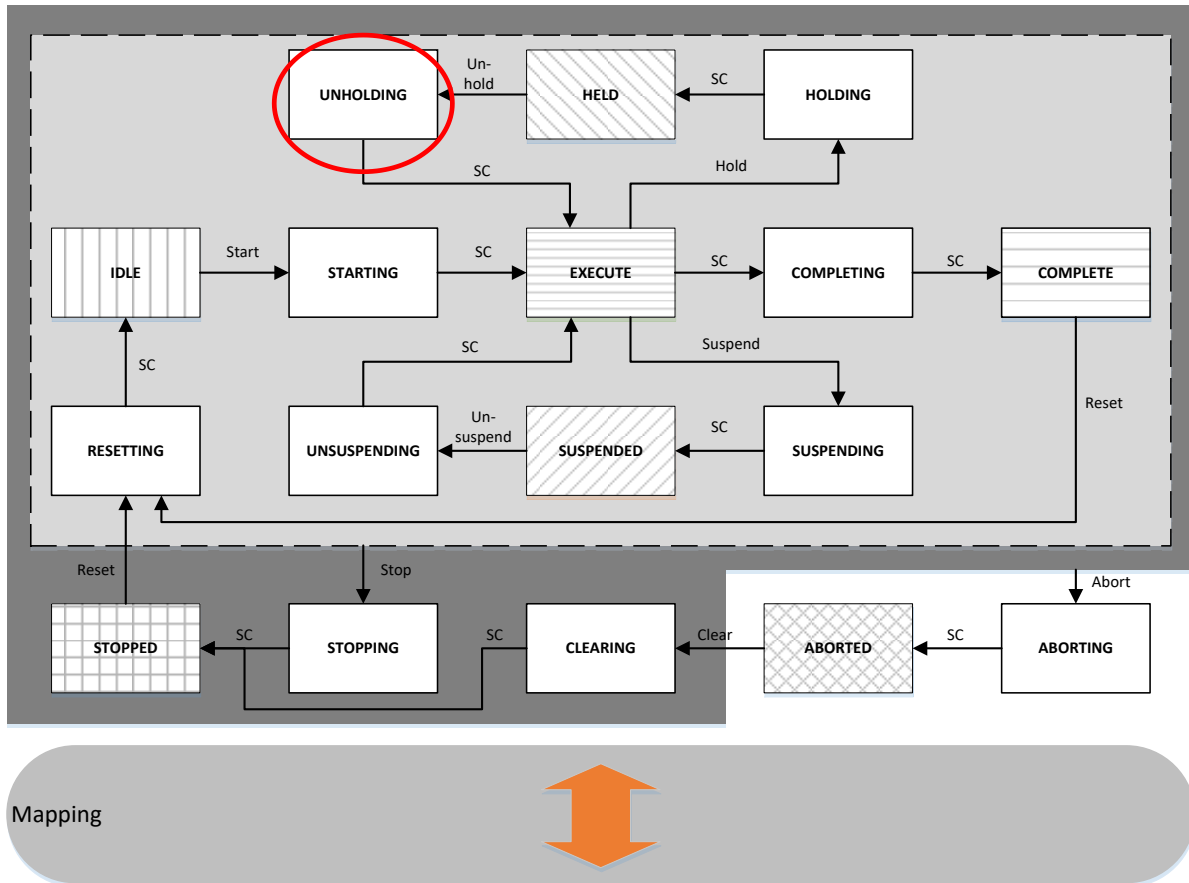 Un-
hold
SC
UNHOLDING
HELD
HOLDING
SC
Hold
Start
SC
SC
SC
IDLE
STARTING
EXECUTE
COMPLETING
COMPLETE
SC
Suspend
SC
Un-
suspend
SC
Reset
RESETTING
UNSUSPENDING
SUSPENDED
SUSPENDING
Reset
Stop
Abort
SC
SC
Clear
SC
STOPPED
STOPPING
CLEARING
ABORTED
ABORTING
Mapping